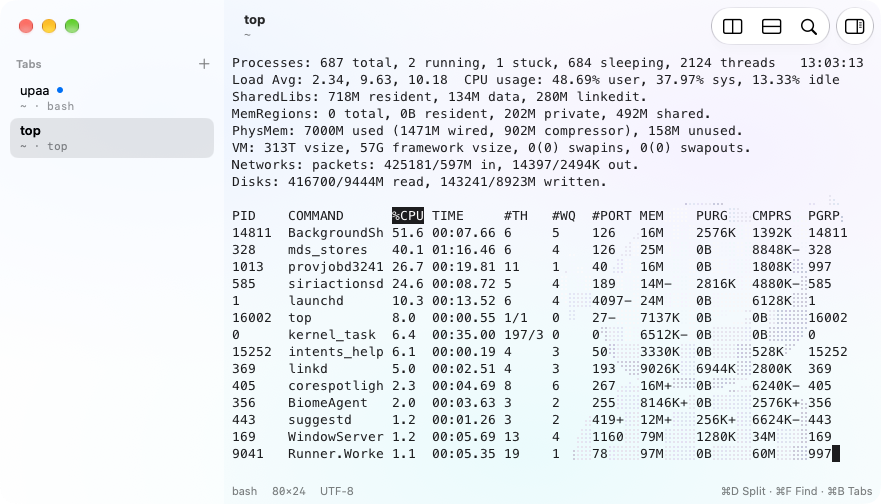 top
~
Tabs
upaa
~ · bash
top
~ · top
Processes: 687 total, 2 running, 1 stuck, 684 sleeping, 2124 threads 13:03:13
Load Avg: 2.34, 9.63, 10.18 CPU usage: 48.69% user, 37.97% sys, 13.33% idle
SharedLibs: 718M resident, 134M data, 280M linkedit.
MemRegions: 0 total, 0B resident, 202M private, 492M shared.
PhysMem: 7000M used (1471M wired, 902M compressor), 158M unused.
VM: 313T vsize, 57G framework vsize, 0(0) swapins, 0(0) swapouts.
Networks: packets: 425181/597M in, 14397/2494K out.
Disks: 416700/9444M read, 143241/8923M written.
PID COMMAND %CPU TIME #TH #WQ #PORT MEM PURG CMPRS PGRP
14811 BackgroundSh 51.6 00:07.66 6 5 126 16M 2576K 1392K 14811
328 mds_stores 40.1 01:16.46 6 4 126 25M 0B 8848K- 328
1013 provjobd3241 26.7 00:19.81 11 1 40 16M 0B 1808K 997
585 siriactionsd 24.6 00:08.72 5 4 189 14M- 2816K 4880K- 585
1 launchd 10.3 00:13.52 6 4 4097- 24M 0B 6128K 1
16002 top 8.0 00:00.55 1/1 0 27- 7137K 0B 0B 16002
0 kernel_task 6.4 00:35.00 197/3 0 0 6512K- 0B 0B 0
15252 intents_help 6.1 00:00.19 4 3 50 3330K 0B 528K 15252
369 linkd 5.0 00:02.51 4 3 193 9026K 6944K 2800K 369
405 corespotligh 2.3 00:04.69 8 6 267 16M+ 0B 6240K- 405
356 BiomeAgent 2.0 00:03.63 3 2 255 8146K+ 0B 2576K+ 356
443 suggestd 1.2 00:01.26 3 2 419+ 12M+ 256K+ 6624K- 443
169 WindowServer 1.2 00:05.69 13 4 1160 79M 1280K 34M 169
9041 Runner.Worke 1.1 00:05.35 19 1 78 97M 0B 60M 997
bash 80×24 UTF-8 ⌘D Split · ⌘F Find · ⌘B Tabs